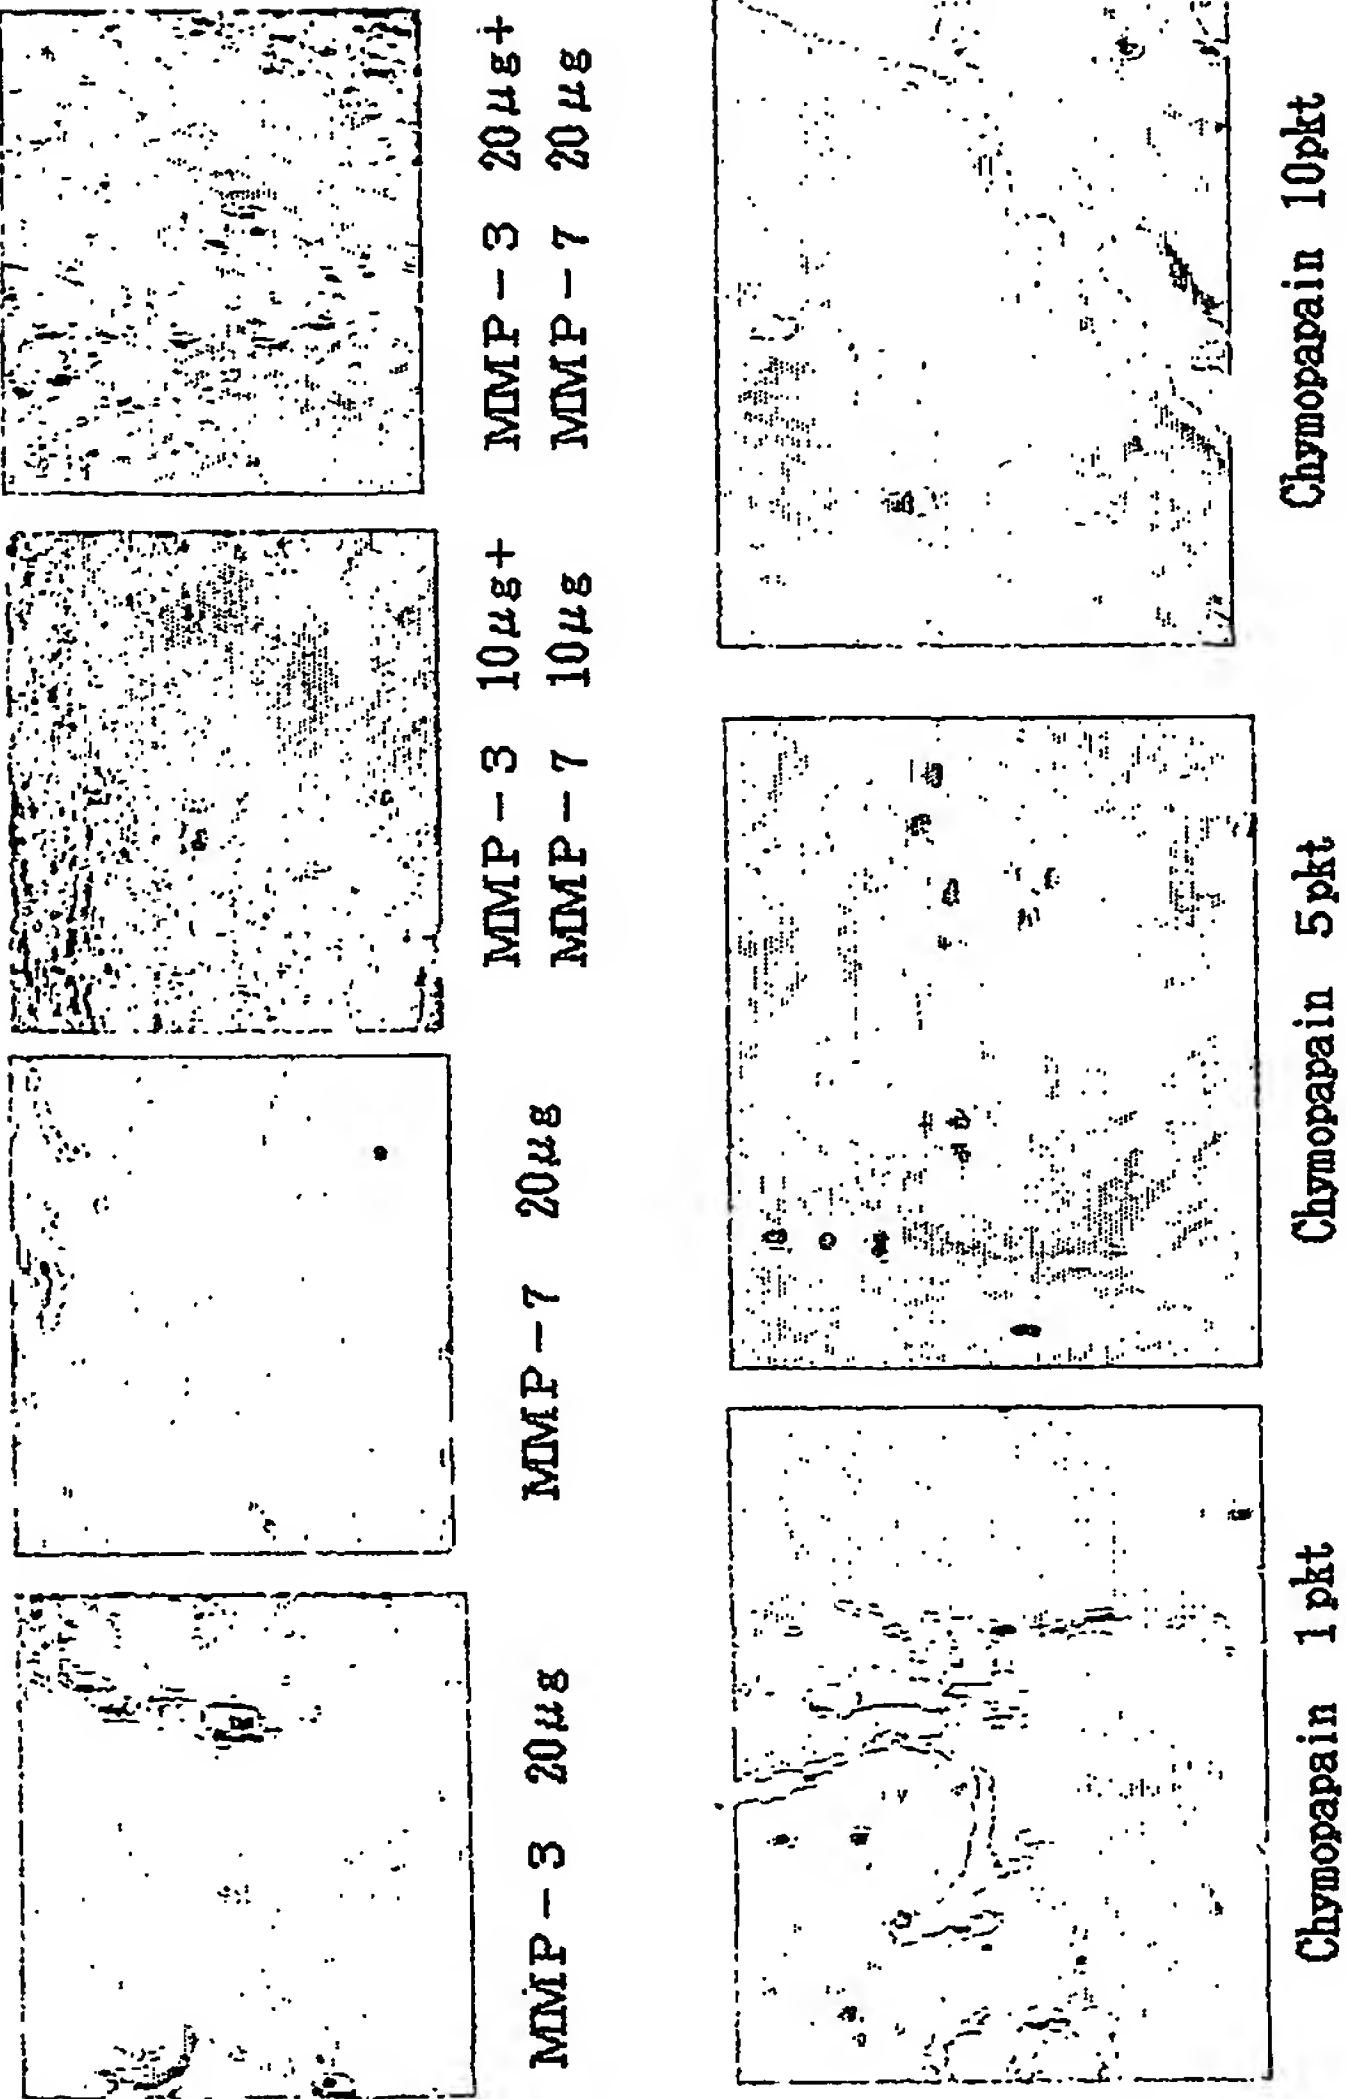 MMP-3 20μg
MMP-7 20μg
MMP-3 10μg+
MMP-7 10μg
MMP-3 20μg+
MMP-7 20μg
Chymopapain 1pkt
Chymopapain 5pkt
Chymopapain 10pkt